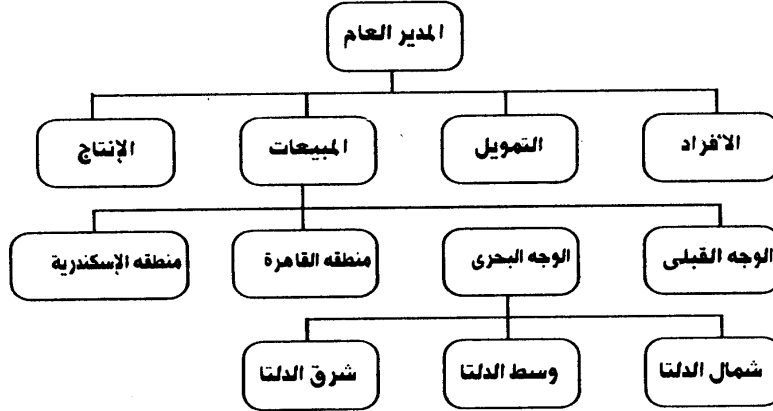 المدير العام
الأفراد
التمويل
المبيعات
الإنتاج
الوجه القبلى
الوجه البحرى
منطقه القاهرة
منطقه الإسكندرية
شمال الدلتا
وسط الدلتا
شرق الدلتا